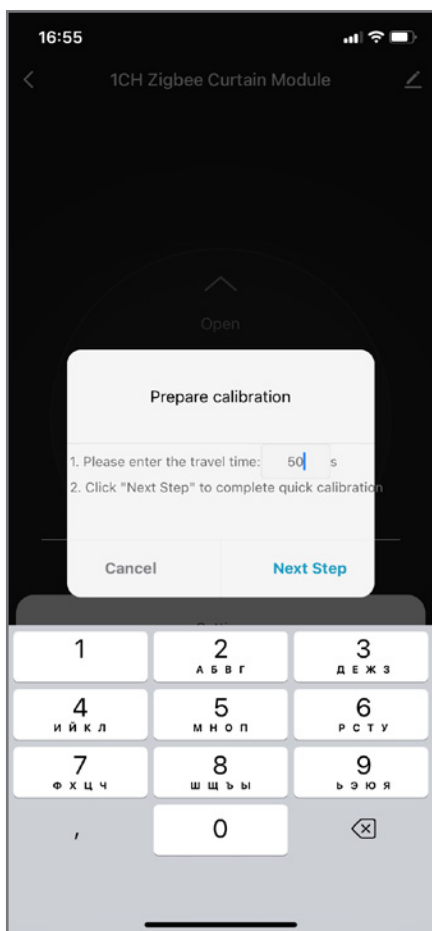 16:55
1CH Zigbee Curtain Module
Open
Prepare calibration
1. Please enter the travel time: 50 s
2. Click "Next Step" to complete quick calibration
Cancel Next Step
1 2 3
АБВГ ДЕЖЗ
4 5 6
ИЙКЛ МНОП РСТУ
7 8 9
ФХЦЧ ШЩЪЫ ЬЭЮЯ
, 0